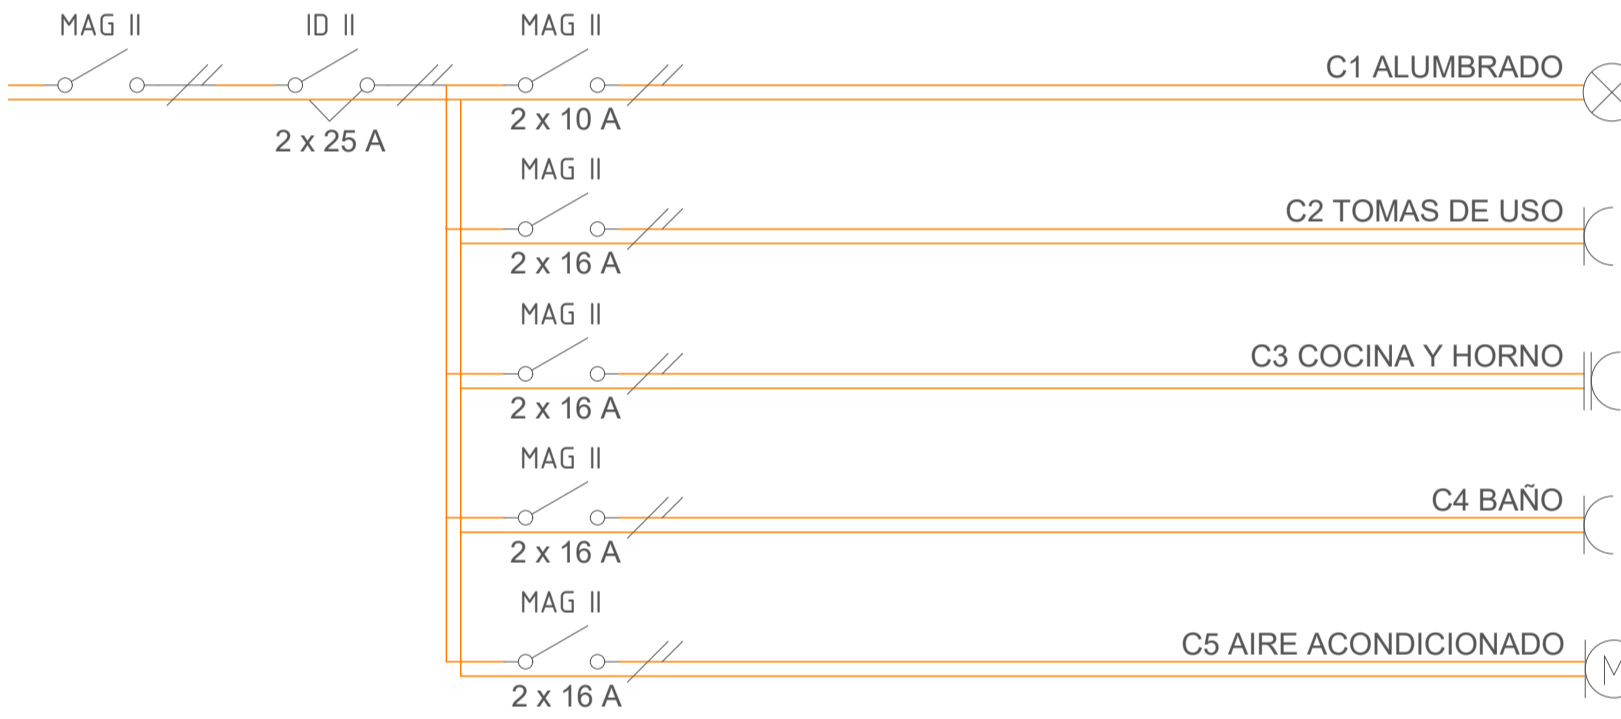 MAG II
ID II
MAG II
C1 ALUMBRADO
2 x 10 A
2 x 25 A
MAG II
C2 TOMAS DE USO
2 x 16 A
MAG II
C3 COCINA Y HORNO
2 x 16 A
MAG II
C4 BAÑO
2 x 16 A
MAG II
C5 AIRE ACONDICIONADO
M
2 x 16 A